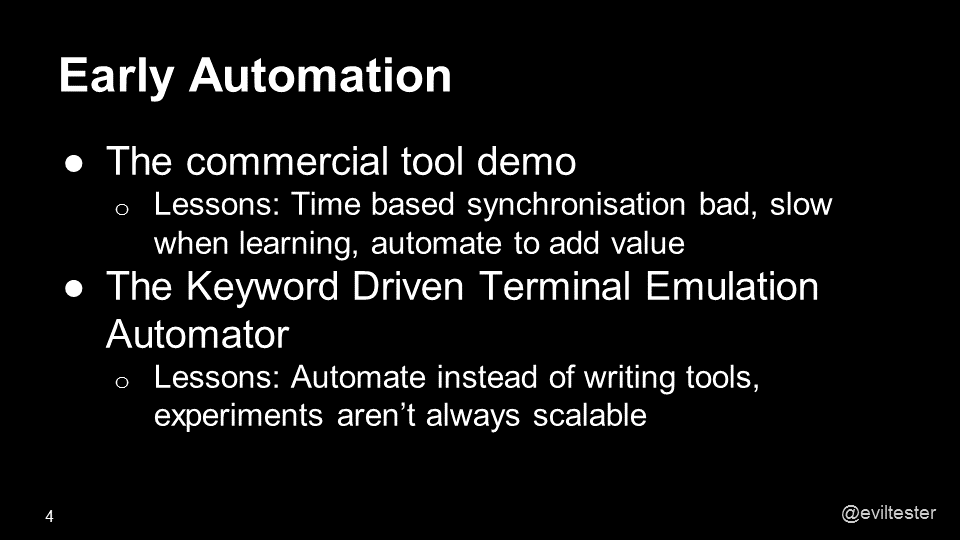 Early Automation
● The commercial tool demo
o Lessons: Time based synchronisation bad, slow
when learning, automate to add value
● The Keyword Driven Terminal Emulation
Automator
o Lessons: Automate instead of writing tools,
experiments aren’t always scalable
4
@eviltester